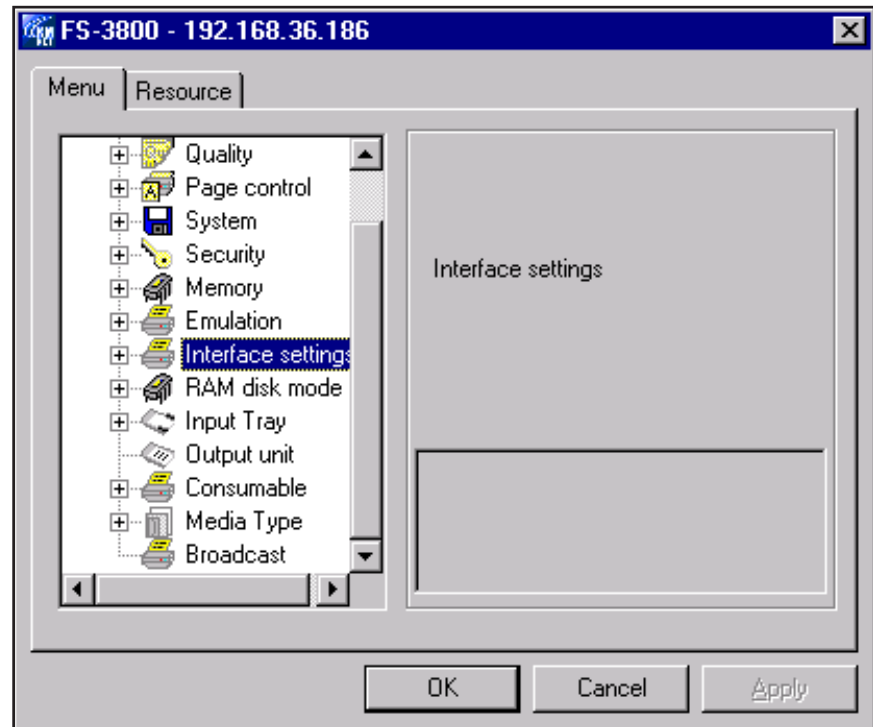 FS-3800 - 192.168.36.186
Menu
Resource
Quality
Page control
System
Security
Memory
Emulation
Interface settings
RAM disk mode
Input Tray
Output unit
Consumable
Media Type
Broadcast
Interface settings
OK
Cancel
Apply